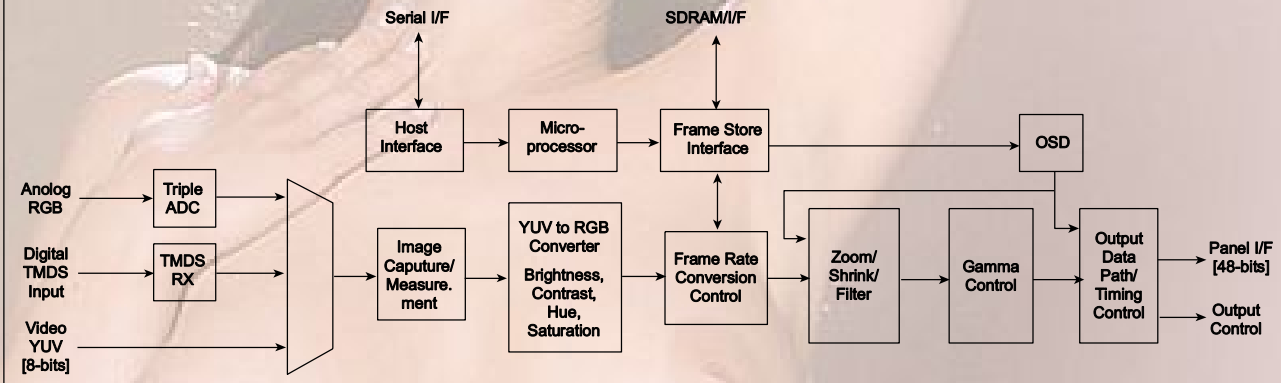 Serial I/F
SDRAM/I/F
Host
Interface
Micro-
processor
Frame Store
Interface
OSD
Anolog
RGB
Triple
ADC
Digital
TMDS
Input
TMDS
RX
Video
YUV
[8-bits]
Image
Caputure/
Measure.
ment
YUV to RGB
Converter
Brightness,
Contrast,
Hue,
Saturation
Frame Rate
Conversion
Control
Zoom/
Shrink/
Filter
Gamma
Control
Output
Data
Path/
Timing
Control
Panel I/F
[48-bits]
Output
Control